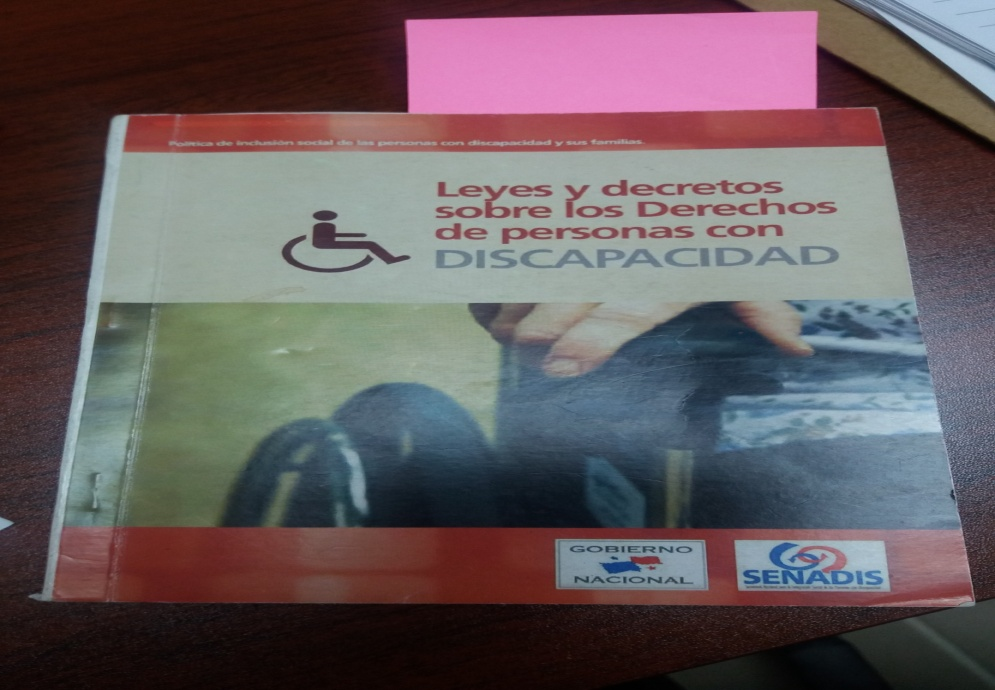 Política de inclusión social de las personas con discapacidad y sus familias.
Leyes y decretos
sobre los Derechos
de personas con
DISCAPACIDAD
GOBIERNO
NACIONAL
SENADIS